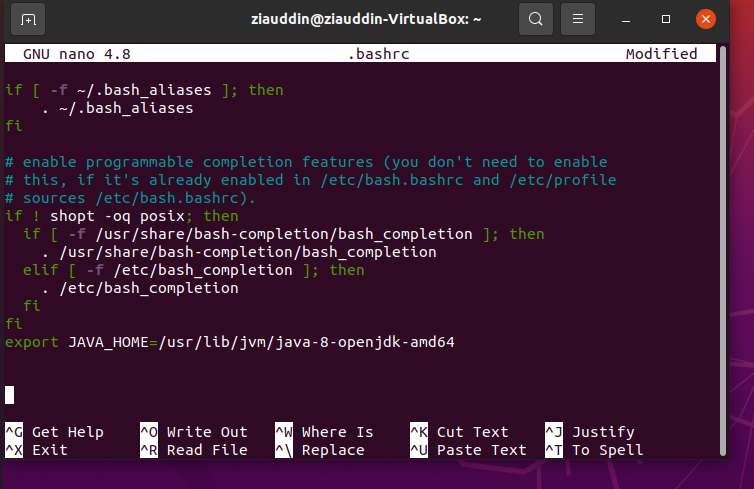 ziauddin@ziauddin-VirtualBox: ~
GNU nano 4.8 .bashrc Modified
if [ -f ~/.bash_aliases ]; then
    . ~/.bash_aliases
fi
# enable programmable completion features (you don't need to enable
# this, if it's already enabled in /etc/bash.bashrc and /etc/profile
# sources /etc/bash.bashrc).
if ! shopt -oq posix; then
  if [ -f /usr/share/bash-completion/bash_completion ]; then
    . /usr/share/bash-completion/bash_completion
  elif [ -f /etc/bash_completion ]; then
    . /etc/bash_completion
  fi
fi
export JAVA_HOME=/usr/lib/jvm/java-8-openjdk-amd64
^G Get Help ^O Write Out ^W Where Is ^K Cut Text ^J Justify
^X Exit ^R Read File ^\ Replace ^U Paste Text ^T To Spell